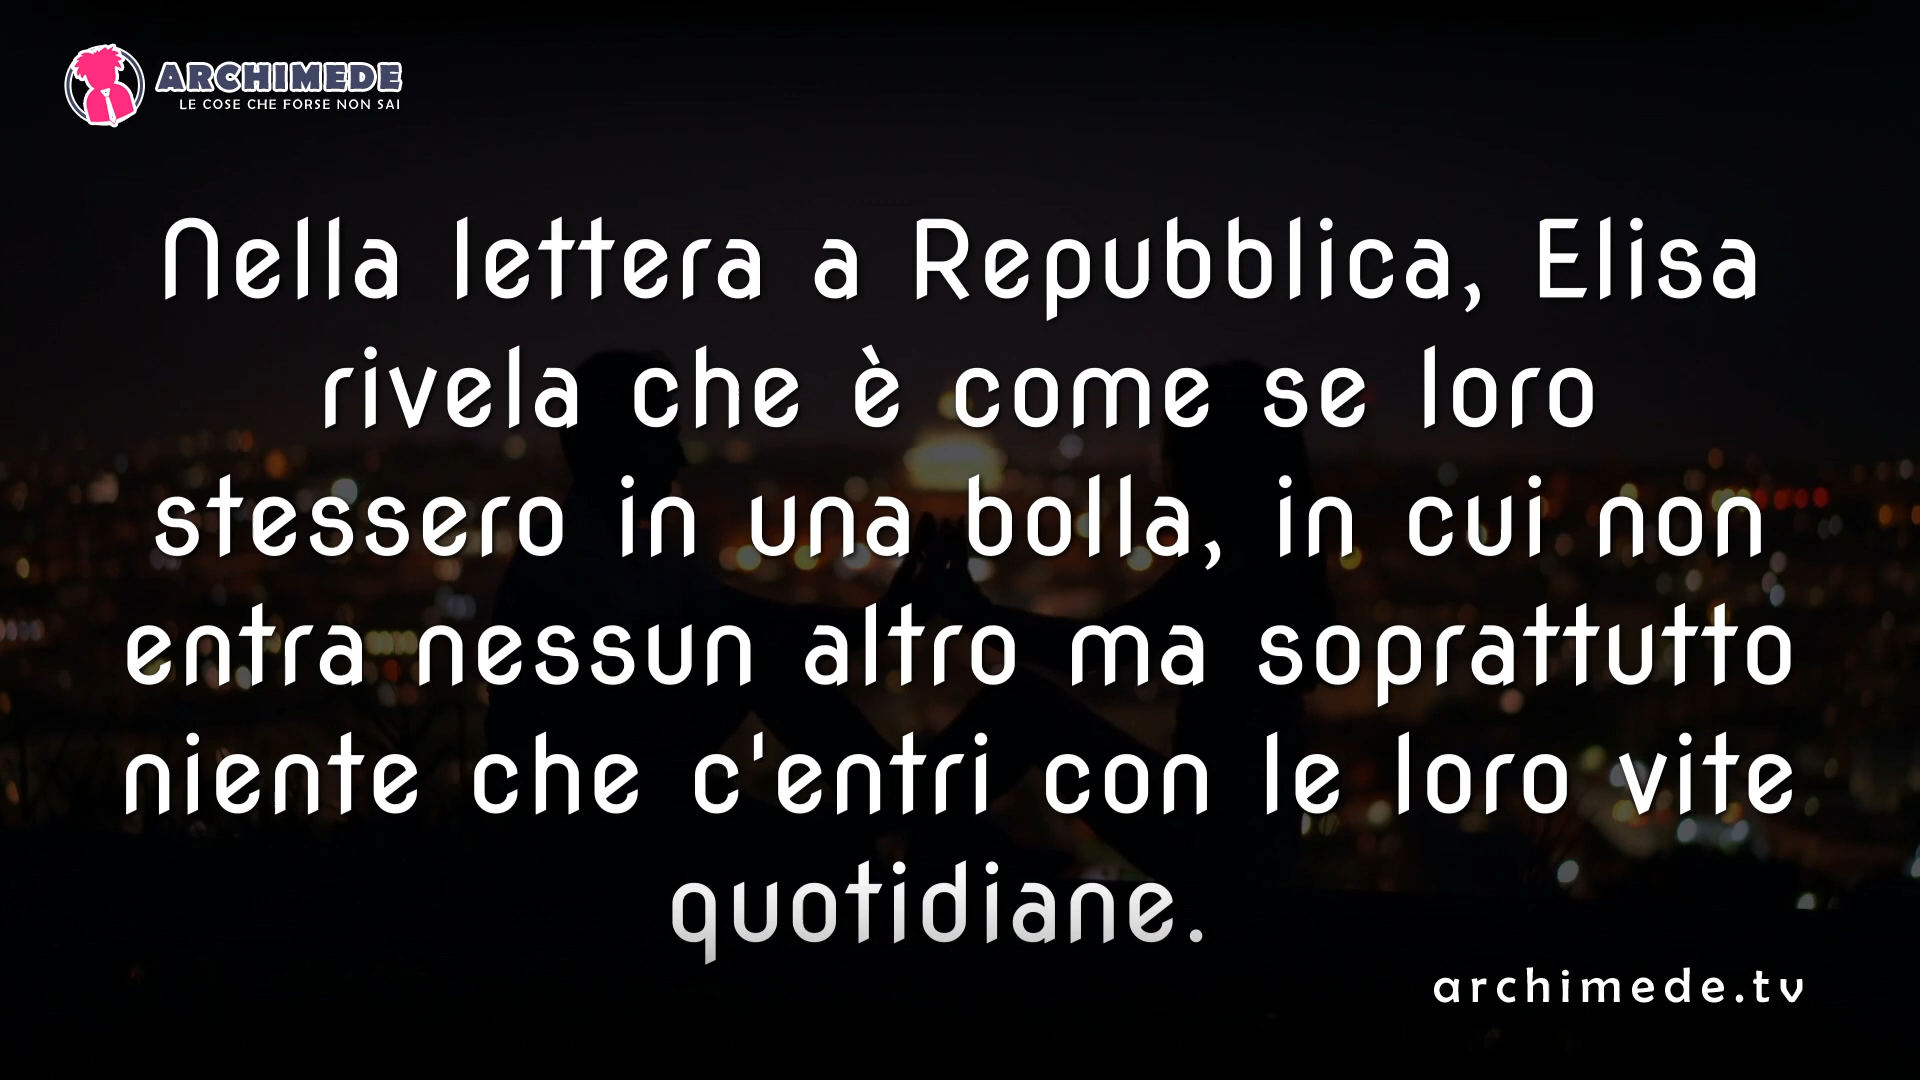 ARCHIMEDE
LE COSE CHE FORSE NON SAI
Nella lettera a Repubblica, Elisa
rivela che è come se loro
stessero in una bolla, in cui non
entra nessun altro ma soprattutto
niente che c'entri con le loro vite
quotidiane.
archimede.tv